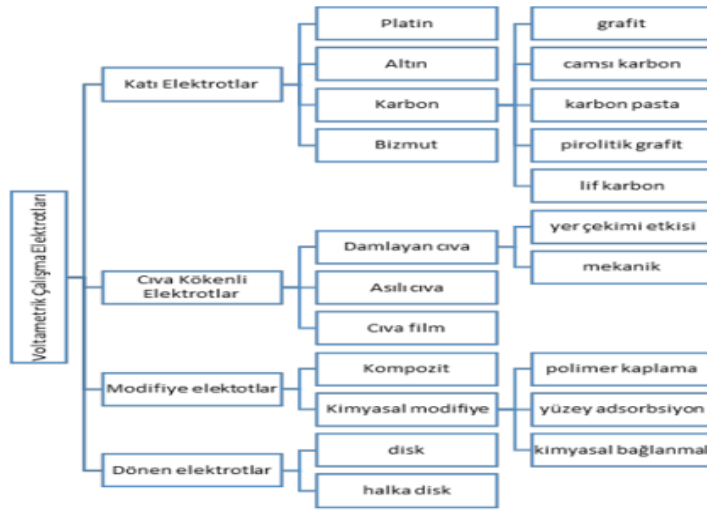 Voltametrik Çalışma Elektrotları
Katı Elektrotlar
Platin
Altın
Karbon
grafit
camsı karbon
karbon pasta
pirolitik grafit
lif karbon
Bizmut
Cıva Kökenli
Elektrotlar
Damlayan cıva
yer çekimi etkisi
mekanik
Asılı cıva
Cıva film
Modifiye elektotlar
Kompozit
Kimyasal modifiye
polimer kaplama
yüzey adsorbsiyon
kimyasal bağlanmal
Dönen elektrotlar
disk
halka disk